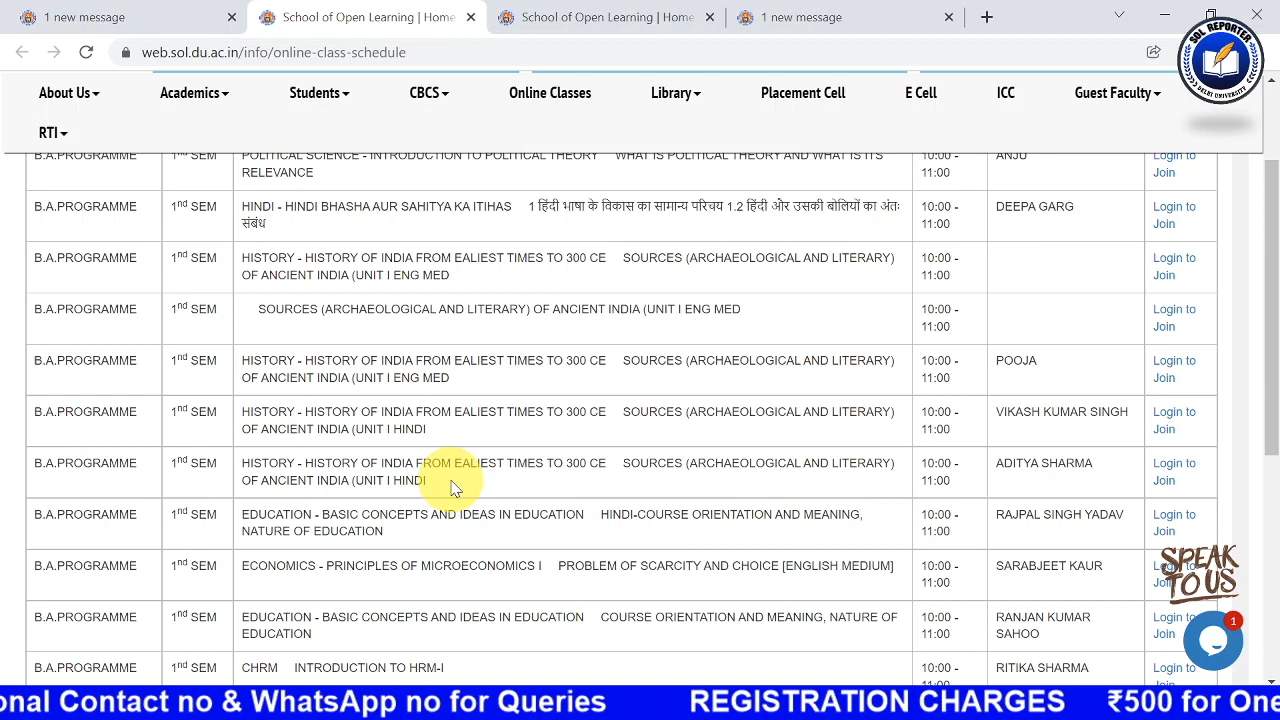 1 new message
School of Open Learning | Home
School of Open Learning | Home
1 new message
web.sol.du.ac.in/info/online-class-schedule
SOL REPORTER
DELHI UNIVERSITY
About Us Academics Students CBCS Online Classes Library Placement Cell E Cell ICC Guest Faculty
RTI
B.A.PROGRAMME 1nd SEM POLITICAL SCIENCE - INTRODUCTION TO POLITICAL THEORY WHAT IS POLITICAL THEORY AND WHAT IS ITS 10:00 - ANJU Login to
RELEVANCE 11:00 Join
B.A.PROGRAMME 1nd SEM HINDI - HINDI BHASHA AUR SAHITYA KA ITIHAS 1 हिंदी भाषा के विकास का सामान्य परिचय 1.2 हिंदी और उसकी बोलियों का अंतः 10:00 - DEEPA GARG Login to
संबंध 11:00 Join
B.A.PROGRAMME 1nd SEM HISTORY - HISTORY OF INDIA FROM EALIEST TIMES TO 300 CE SOURCES (ARCHAEOLOGICAL AND LITERARY) 10:00 - Login to
OF ANCIENT INDIA (UNIT I ENG MED 11:00 Join
B.A.PROGRAMME 1nd SEM SOURCES (ARCHAEOLOGICAL AND LITERARY) OF ANCIENT INDIA (UNIT I ENG MED 10:00 - Login to
11:00 Join
B.A.PROGRAMME 1nd SEM HISTORY - HISTORY OF INDIA FROM EALIEST TIMES TO 300 CE SOURCES (ARCHAEOLOGICAL AND LITERARY) 10:00 - POOJA Login to
OF ANCIENT INDIA (UNIT I ENG MED 11:00 Join
B.A.PROGRAMME 1nd SEM HISTORY - HISTORY OF INDIA FROM EALIEST TIMES TO 300 CE SOURCES (ARCHAEOLOGICAL AND LITERARY) 10:00 - VIKASH KUMAR SINGH Login to
OF ANCIENT INDIA (UNIT I HINDI 11:00 Join
B.A.PROGRAMME 1nd SEM HISTORY - HISTORY OF INDIA FROM EALIEST TIMES TO 300 CE SOURCES (ARCHAEOLOGICAL AND LITERARY) 10:00 - ADITYA SHARMA Login to
OF ANCIENT INDIA (UNIT I HINDI 11:00 Join
B.A.PROGRAMME 1nd SEM EDUCATION - BASIC CONCEPTS AND IDEAS IN EDUCATION HINDI-COURSE ORIENTATION AND MEANING, 10:00 - RAJPAL SINGH YADAV Login to
NATURE OF EDUCATION 11:00 Join
B.A.PROGRAMME 1nd SEM ECONOMICS - PRINCIPLES OF MICROECONOMICS I PROBLEM OF SCARCITY AND CHOICE [ENGLISH MEDIUM] 10:00 - SARABJEET KAUR Login to
11:00 Join
B.A.PROGRAMME 1nd SEM EDUCATION - BASIC CONCEPTS AND IDEAS IN EDUCATION COURSE ORIENTATION AND MEANING, NATURE OF 10:00 - RANJAN KUMAR Login to
EDUCATION 11:00 SAHOO Join
B.A.PROGRAMME 1nd SEM CHRM INTRODUCTION TO HRM-I 10:00 - RITIKA SHARMA Login to
SPEAK
TO US
1
onal Contact no & WhatsApp no for Queries REGISTRATION CHARGES ₹500 for One